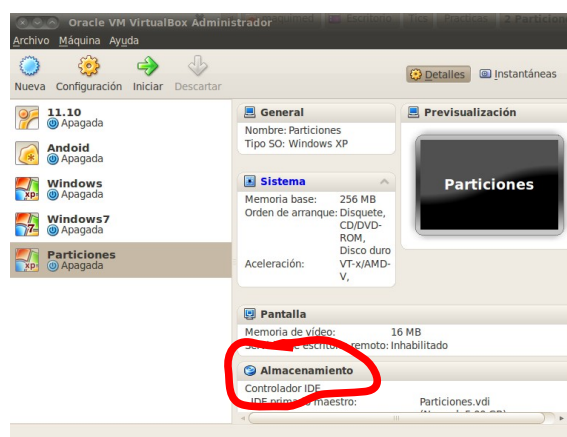 Oracle VM VirtualBox Administrador
Archivo Máquina Ayuda
Nueva Configuración Iniciar Descartar
Detalles Instantáneas
11.10
Apagada
Andoid
Apagada
Windows
Apagada
Windows7
Apagada
Particiones
Apagada
General
Nombre: Particiones
Tipo SO: Windows XP
Previsualización
Particiones
Sistema
Memoria base: 256 MB
Orden de arranque: Disquete,
CD/DVD-
ROM,
Disco duro
Aceleración: VT-x/AMD-
V,
Pantalla
Memoria de vídeo: 16 MB
remoto: Inhabilitado
Almacenamiento
Controlador IDE
IDE primario maestro: Particiones.vdi